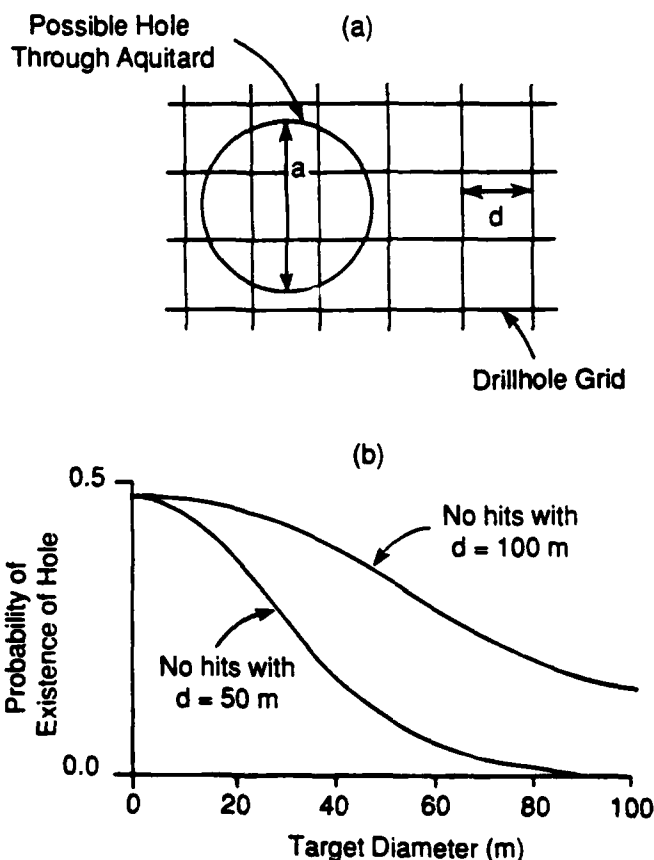 Possible Hole
Through Aquitard
(a)
a
d
Drillhole Grid
(b)
0.5
No hits with
d = 100 m
Probability of
Existence of Hole
No hits with
d = 50 m
0.0
0 20 40 60 80 100
Target Diameter (m)